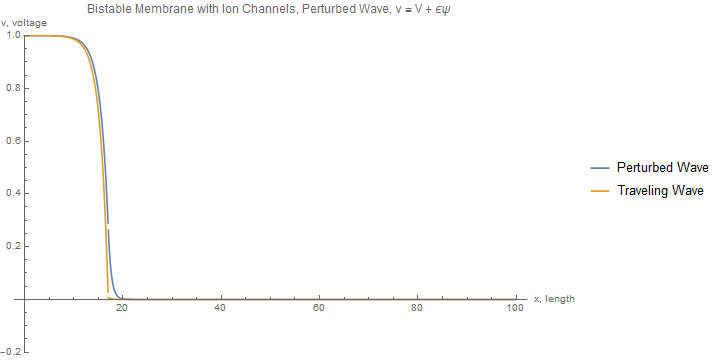 Bistable Membrane with Ion Channels, Perturbed Wave, v = V + ϵψ
v, voltage
1.0
0.8
0.6
0.4
0.2
-0.2
20
40
60
80
100
x, length
Perturbed Wave
Traveling Wave